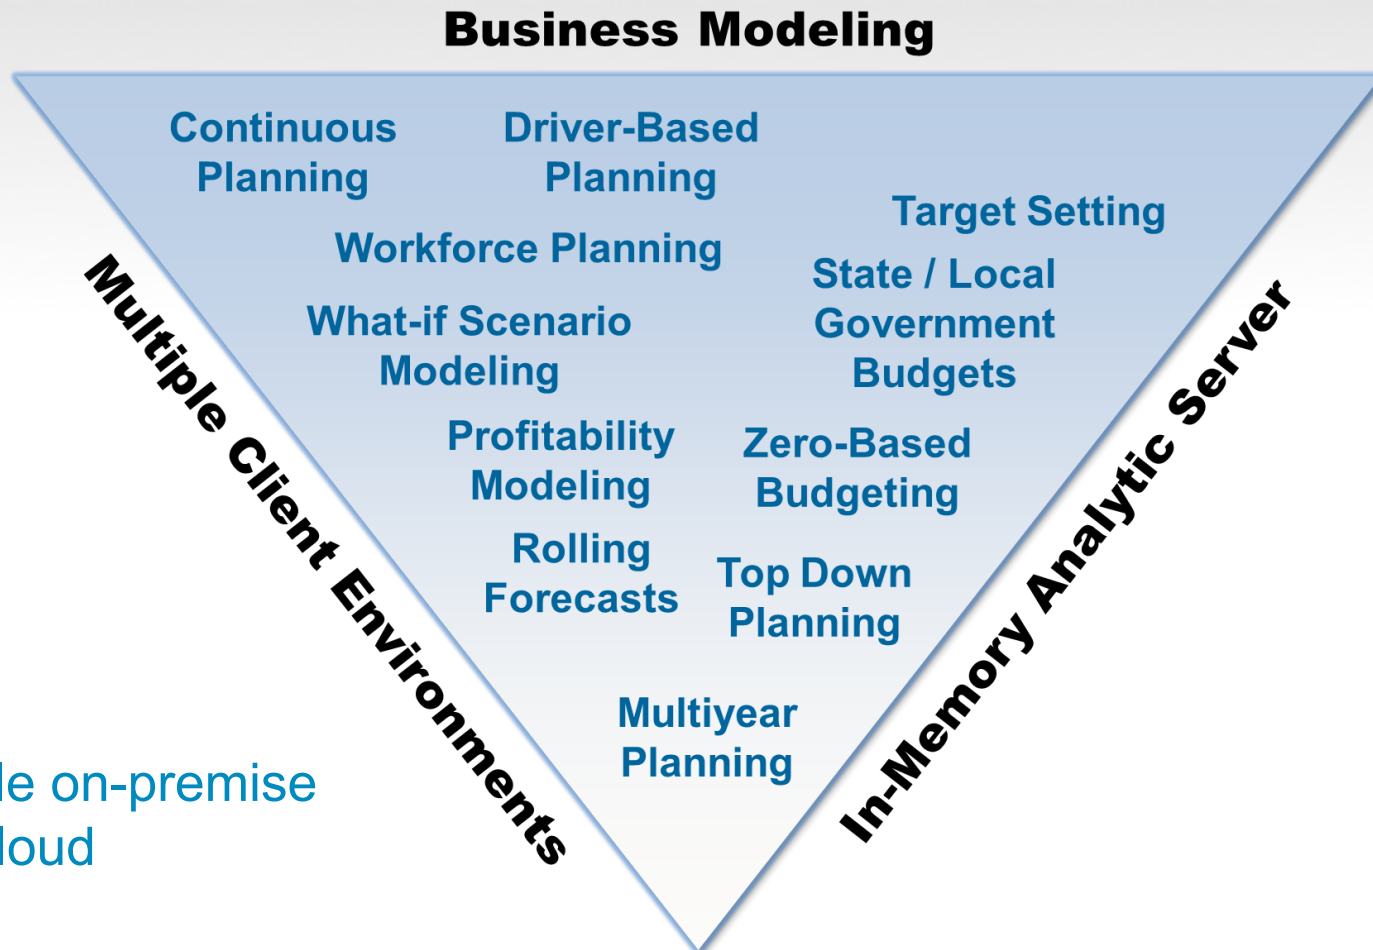 Business Modeling
Continuous
Planning
Driver-Based
Planning
Target Setting
Workforce Planning
State / Local
Government
Budgets
What-if Scenario
Modeling
Profitability
Modeling
Zero-Based
Budgeting
Rolling
Forecasts
Top Down
Planning
Multiyear
Planning
Multiple Client Environments
In-Memory Analytic Server
on-premise